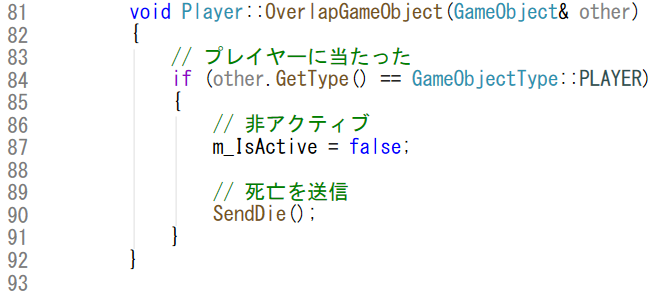 81 void Player::OverlapGameObject(GameObject& other)
82 {
83 // プレイヤーに当たった
84 if (other.GetType() == GameObjectType::PLAYER)
85 {
86 // 非アクティブ
87 m_IsActive = false;
88
89 // 死亡を送信
90 SendDie();
91 }
92 }
93